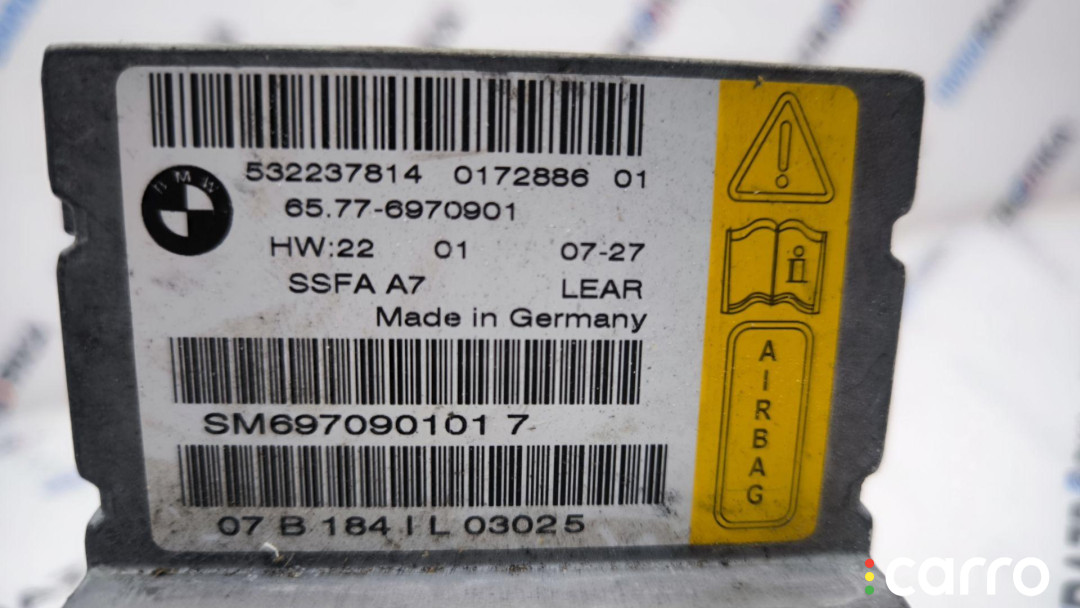 532237814 0172886 01
BMW
65.77-6970901
HW:22 01 07-27
SSFA A7 LEAR
Made in Germany
SM697090101 7
07 B 184 I L 03025
i
AIRBAG
carro